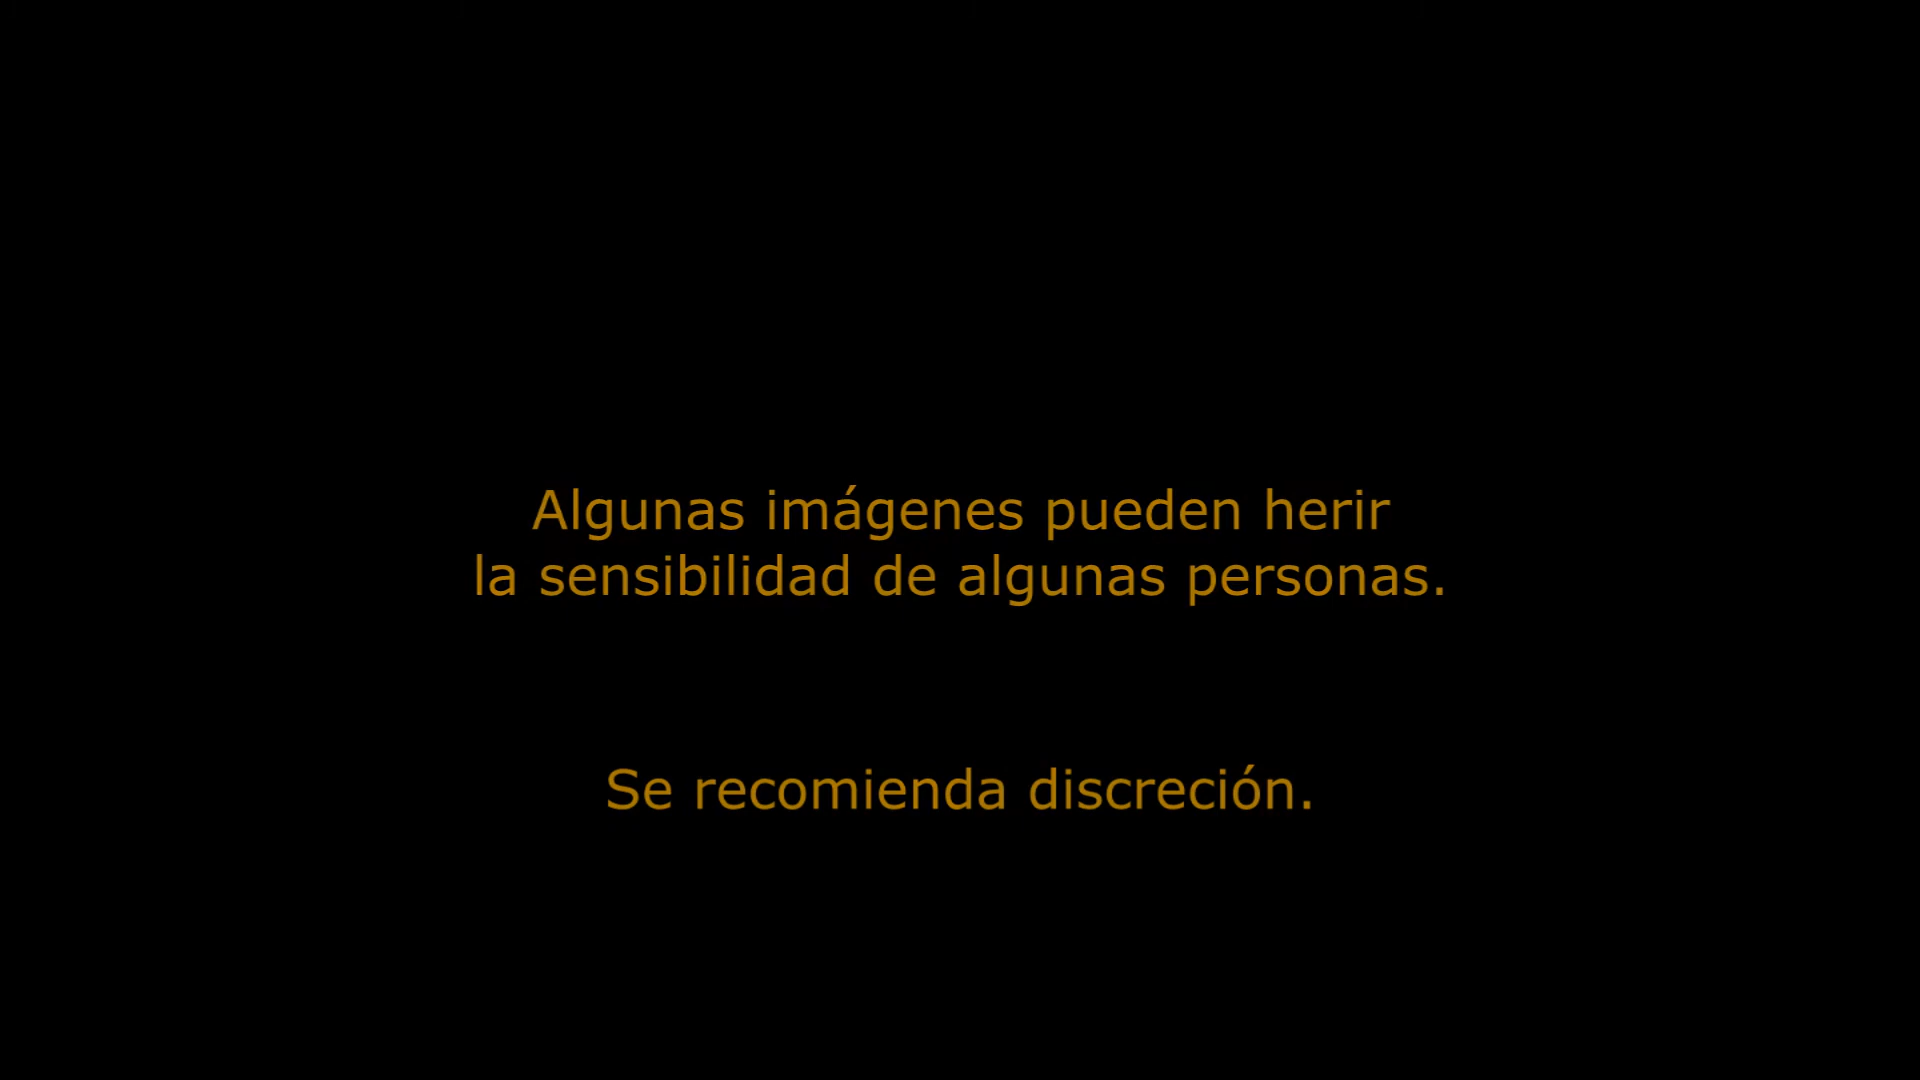 Algunas imágenes pueden herir
la sensibilidad de algunas personas.
Se recomienda discreción.